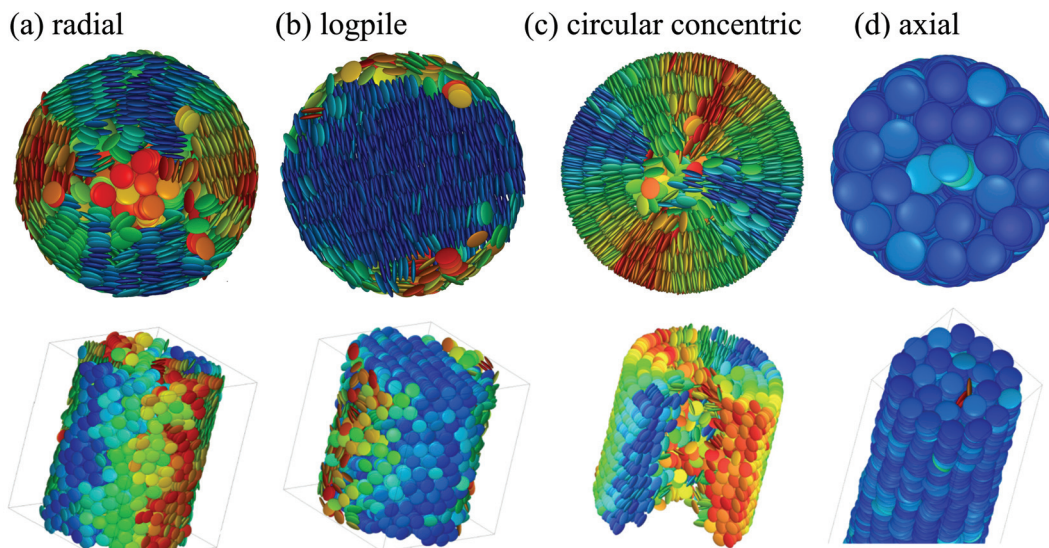 (a) radial
(b) logpile
(c) circular concentric
(d) axial